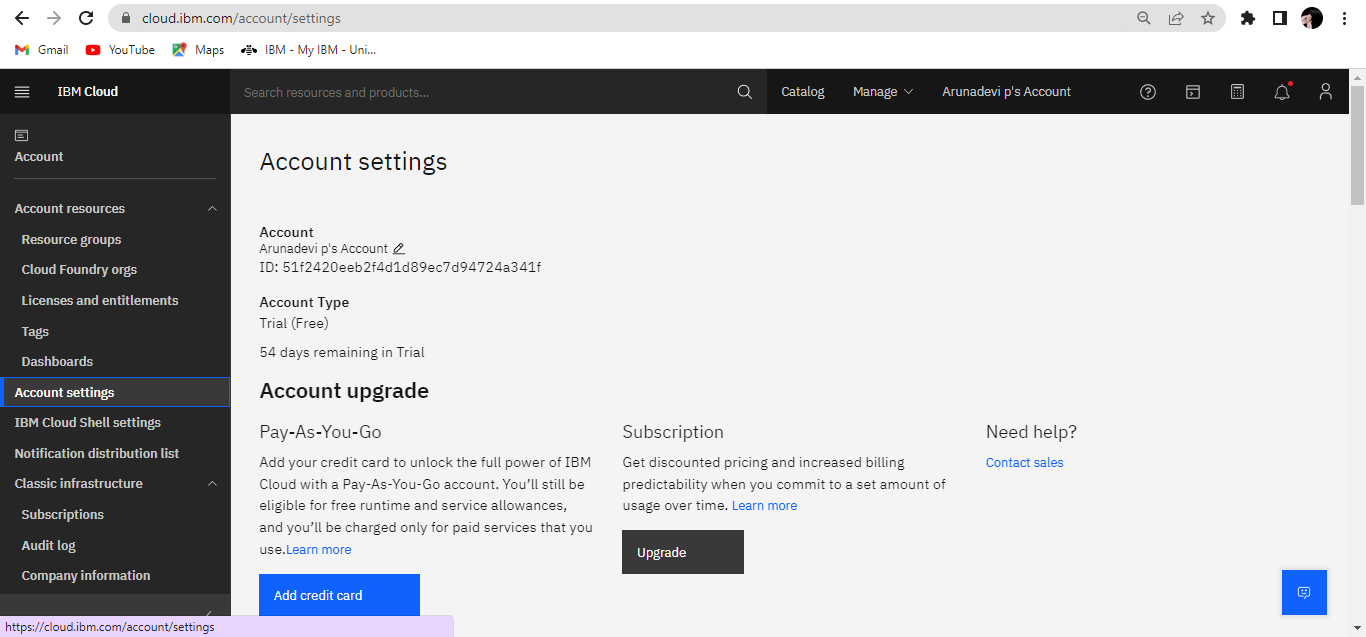 cloud.ibm.com/account/settings
Gmail YouTube Maps IBM - My IBM - Uni...
IBM Cloud
Search resources and products...
Catalog Manage Arunadevi p's Account
Account
Account resources
Resource groups
Cloud Foundry orgs
Licenses and entitlements
Tags
Dashboards
Account settings
IBM Cloud Shell settings
Notification distribution list
Classic infrastructure
Subscriptions
Audit log
Company information
Account settings
Account
Arunadevi p's Account
ID: 51f2420eeb2f4d1d89ec7d94724a341f
Account Type
Trial (Free)
54 days remaining in Trial
Account upgrade
Pay-As-You-Go
Add your credit card to unlock the full power of IBM
Cloud with a Pay-As-You-Go account. You’ll still be
eligible for free runtime and service allowances,
and you’ll be charged only for paid services that you
use.Learn more
Add credit card
Subscription
Get discounted pricing and increased billing
predictability when you commit to a set amount of
usage over time. Learn more
Upgrade
Need help?
Contact sales
https://cloud.ibm.com/account/settings